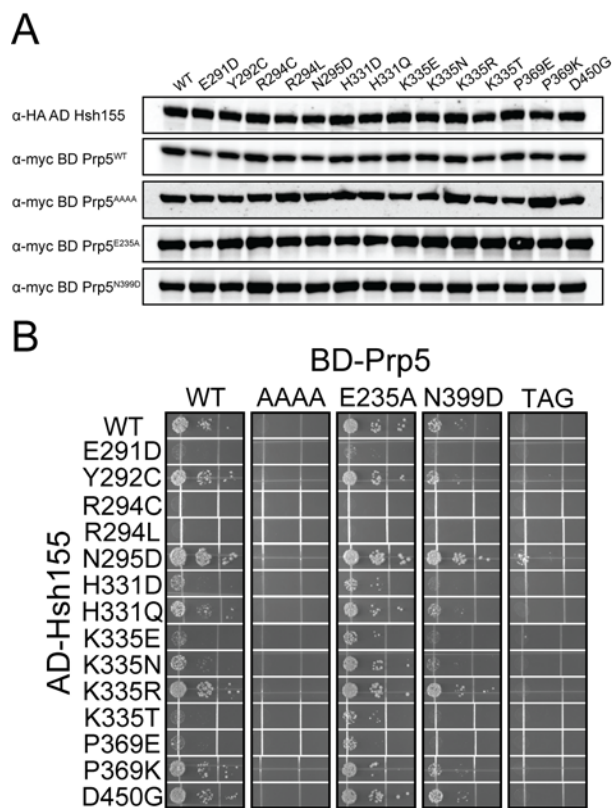 A
WT E291D Y292C R294C R294L N295D H331D H331Q K335E K335N K335R K335T P369E P369K D450G
α-HA AD Hsh155
α-myc BD Prp5WT
α-myc BD Prp5AAAA
α-myc BD Prp5E235A
α-myc BD Prp5N399D
B
BD-Prp5
WT AAAA E235A N399D TAG
AD-Hsh155
WT
E291D
Y292C
R294C
R294L
N295D
H331D
H331Q
K335E
K335N
K335R
K335T
P369E
P369K
D450G